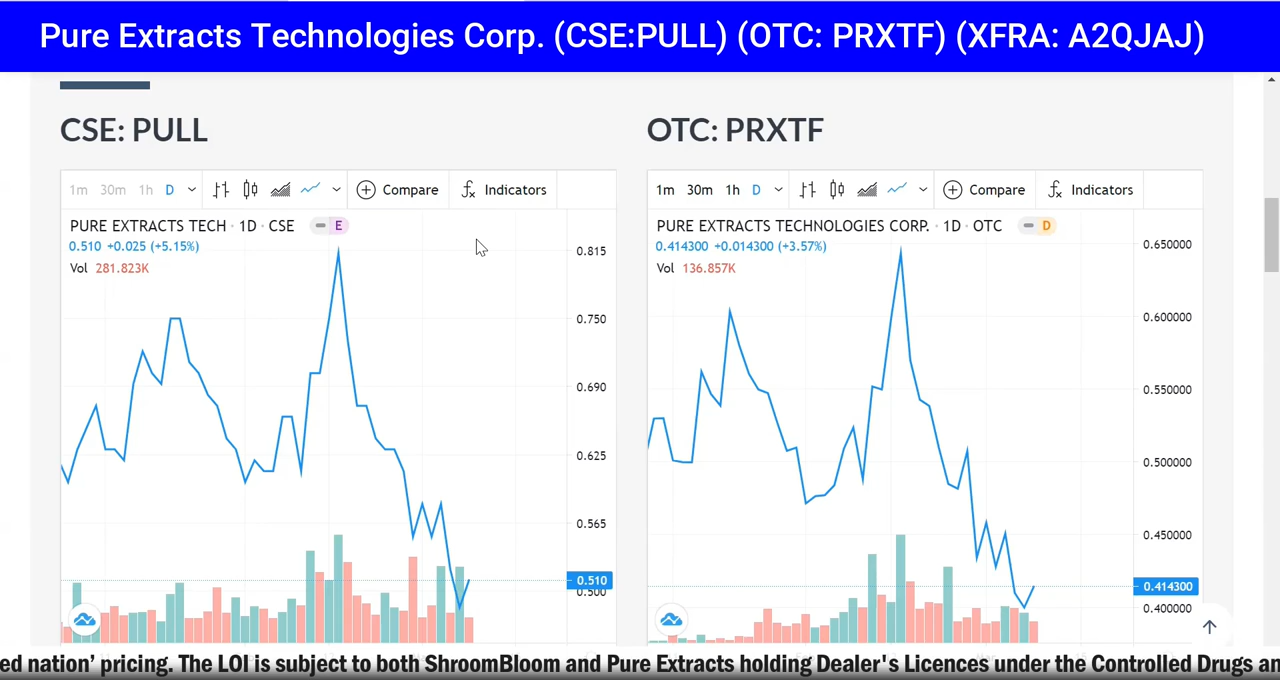 Pure Extracts Technologies Corp. (CSE:PULL) (OTC: PRXTF) (XFRA: A2QJAJ)
CSE: PULL
1m 30m 1h D Compare Indicators
PURE EXTRACTS TECH · 1D · CSE E
0.510 +0.025 (+5.15%)
Vol 281.823K
0.815
0.750
0.690
0.625
0.565
0.510
0.500
OTC: PRXTF
1m 30m 1h D Compare Indicators
PURE EXTRACTS TECHNOLOGIES CORP. · 1D · OTC D
0.414300 +0.014300 (+3.57%)
Vol 136.857K
0.650000
0.600000
0.550000
0.500000
0.450000
0.414300
0.400000
ed nation’ pricing. The LOI is subject to both ShroomBloom and Pure Extracts holding Dealer's Licences under the Controlled Drugs an